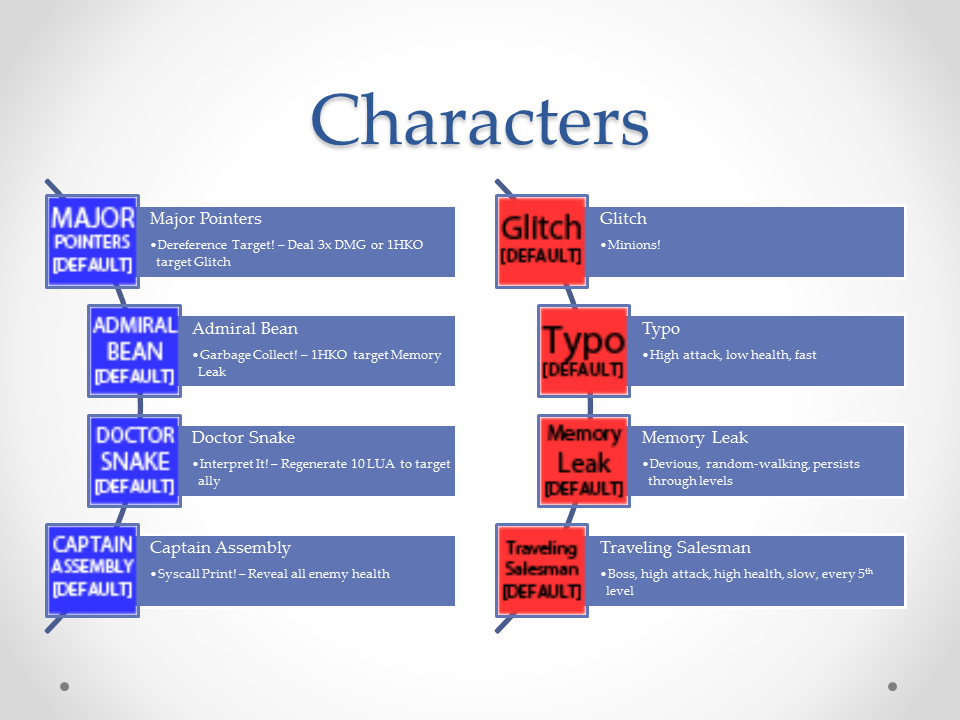 Characters
MAJOR
POINTERS
[DEFAULT]
Major Pointers
•Dereference Target! – Deal 3x DMG or 1HKO
target Glitch
ADMIRAL
BEAN
[DEFAULT]
Admiral Bean
•Garbage Collect! – 1HKO target Memory
Leak
DOCTOR
SNAKE
[DEFAULT]
Doctor Snake
•Interpret It! – Regenerate 10 LUA to target
ally
CAPTAIN
ASSEMBLY
[DEFAULT]
Captain Assembly
•Syscall Print! – Reveal all enemy health
Glitch
[DEFAULT]
Glitch
•Minions!
Typo
[DEFAULT]
Typo
•High attack, low health, fast
Memory
Leak
[DEFAULT]
Memory Leak
•Devious, random-walking, persists
through levels
Traveling
Salesman
[DEFAULT]
Traveling Salesman
•Boss, high attack, high health, slow, every 5th
level